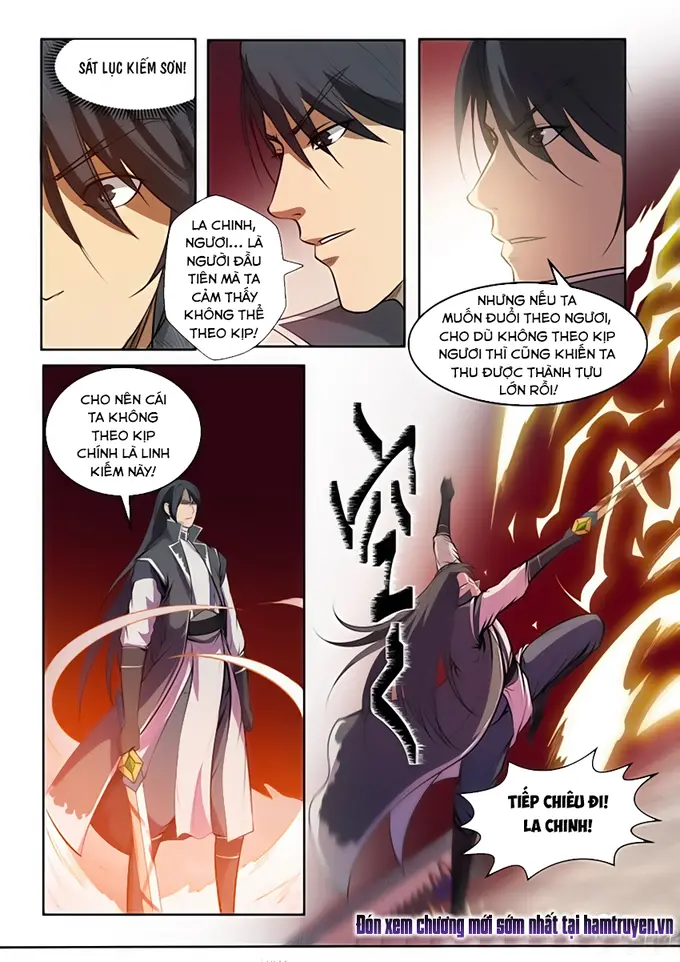 SÁT LỤC KIẾM SƠN!
LA CHINH,
NGƯƠI... LÀ
NGƯỜI ĐẦU
TIÊN MÀ TA
CẢM THẤY
KHÔNG THỂ
THEO KỊP!
NHƯNG NẾU TA
MUỐN ĐUỔI THEO NGƯƠI,
CHO DÙ KHÔNG THEO KỊP
NGƯƠI THÌ CŨNG KHIẾN TA
THU ĐƯỢC THÀNH TỰU
LỚN RỒI!
CHO NÊN CÁI
TA KHÔNG
THEO KỊP
CHÍNH LÀ LINH
KIẾM NÀY!
TIẾP CHIÊU ĐI!
LA CHINH!
Đón xem chương mới sớm nhất tại hamtruyen.vn